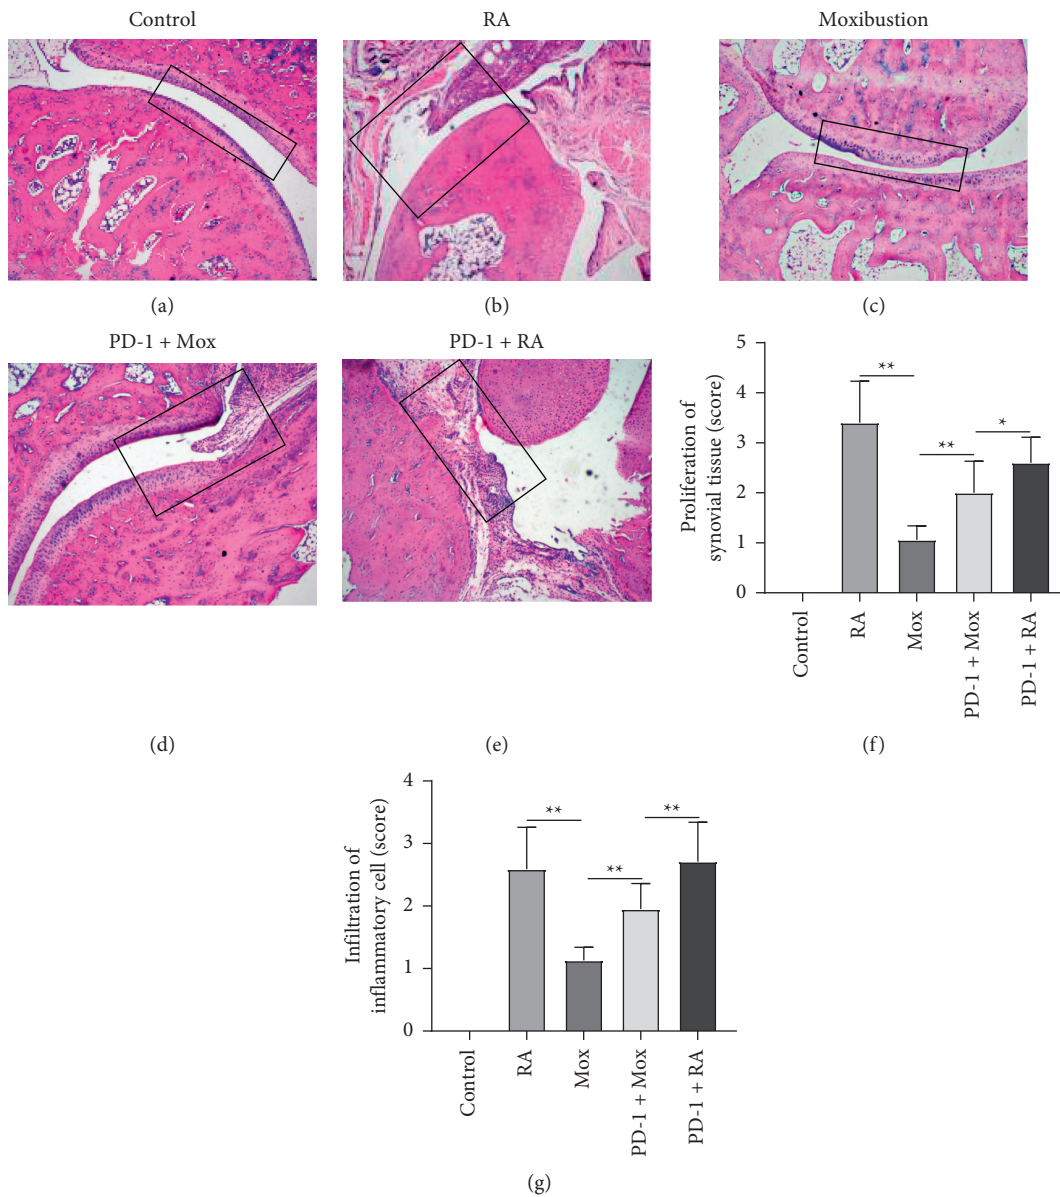 Control
RA
Moxibustion
(a)
(b)
(c)
PD-1 + Mox
PD-1 + RA
(d)
(e)
Proliferation of
synovial tissue (score)
5
4
3
2
1
0
**
**
*
Control
RA
Mox
PD-1 + Mox
PD-1 + RA
(f)
Infiltration of
inflammatory cell (score)
4
3
2
1
0
**
**
**
Control
RA
Mox
PD-1 + Mox
PD-1 + RA
(g)